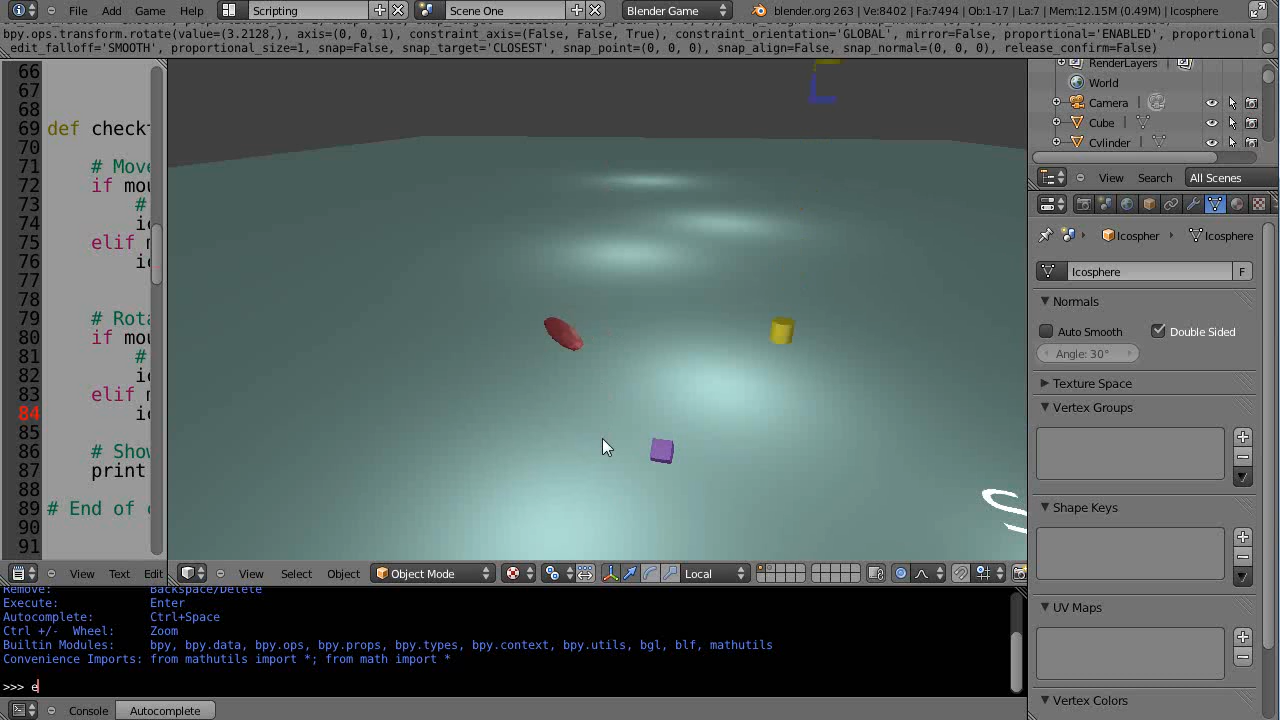 File Add Game Help Scripting Scene One Blender Game blender.org 263 | Ve:8402 | Fa:7494 | Ob:1-17 | La:7 | Mem:12.15M
bpy.ops.transform.rotate(value=(3.2128,), axis=(0, 0, 1), constraint_axis=(False, False, True), constraint_orientation='GLOBAL', mirror=False, proportional='ENABLED', proportional
_edit_falloff='SMOOTH', proportional_size=1, snap=False, snap_target='CLOSEST', snap_point=(0, 0, 0), snap_align=False, snap_normal=(0, 0, 0), release_confirm=False)
66
67
68
69 def check
70
71 # Move
72 if mou
73 #
74 i
75 elif m
76 i
77
78
79 # Rota
80 if mou
81 #
82 i
83 elif m
84 i
85
86 # Show
87 print
88
89 # End of
90
91
S
View Text Edit
View Select Object Object Mode Local
Remove: Backspace/Delete
Execute: Enter
Autocomplete: Ctrl+Space
Ctrl +/- Wheel: Zoom
Builtin Modules: bpy, bpy.data, bpy.ops, bpy.props, bpy.types, bpy.context, bpy.utils, bgl, blf, mathutils
Convenience Imports: from mathutils import *; from math import *
>>> e
Console Autocomplete
RenderLayers
World
Camera
Cube
Cylinder
View Search All Scenes
Icospher Icosphere
Icosphere F
Normals
Auto Smooth Double Sided
Angle: 30°
Texture Space
Vertex Groups
Shape Keys
UV Maps
Vertex Colors